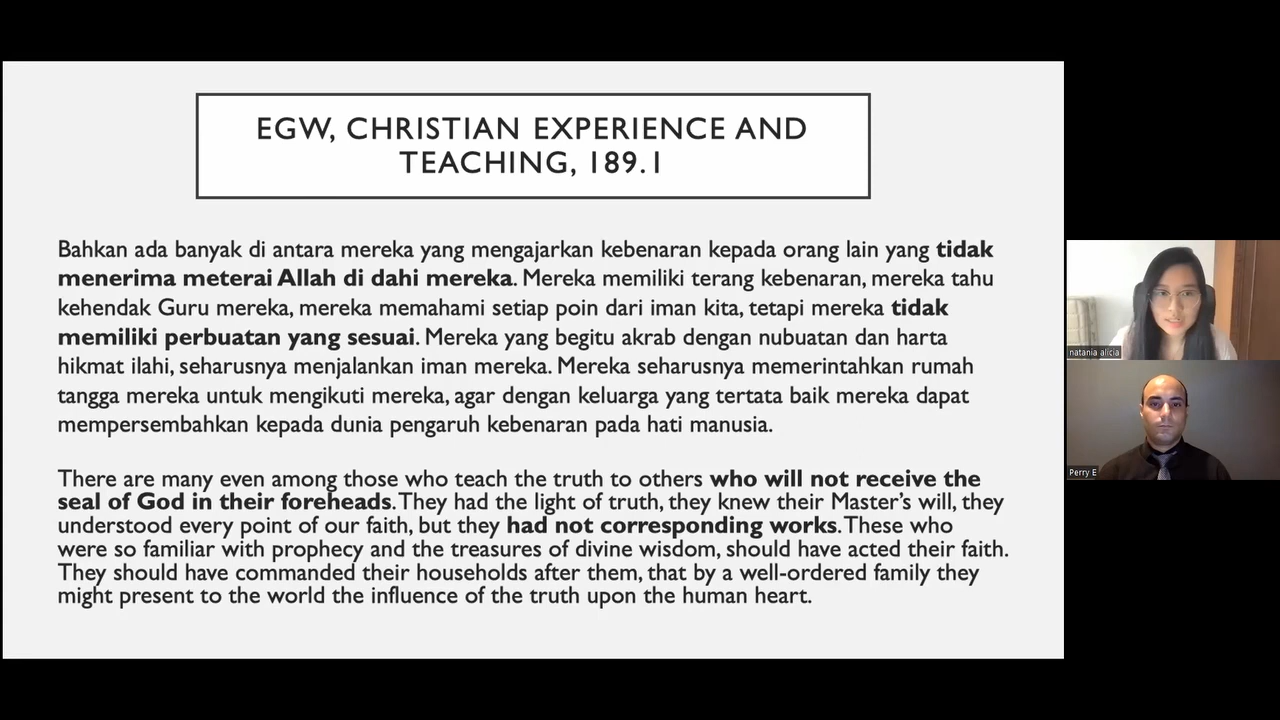 EGW, CHRISTIAN EXPERIENCE AND
TEACHING, 189.1
Bahkan ada banyak di antara mereka yang mengajarkan kebenaran kepada orang lain yang tidak
menerima meterai Allah di dahi mereka. Mereka memiliki terang kebenaran, mereka tahu
kehendak Guru mereka, mereka memahami setiap poin dari iman kita, tetapi mereka tidak
memiliki perbuatan yang sesuai. Mereka yang begitu akrab dengan nubuatan dan harta
hikmat ilahi, seharusnya menjalankan iman mereka. Mereka seharusnya memerintahkan rumah
tangga mereka untuk mengikuti mereka, agar dengan keluarga yang tertata baik mereka dapat
mempersembahkan kepada dunia pengaruh kebenaran pada hati manusia.
There are many even among those who teach the truth to others who will not receive the
seal of God in their foreheads. They had the light of truth, they knew their Master's will, they
understood every point of our faith, but they had not corresponding works. These who
were so familiar with prophecy and the treasures of divine wisdom, should have acted their faith.
They should have commanded their households after them, that by a well-ordered family they
might present to the world the influence of the truth upon the human heart.
natania alicia
Perry E